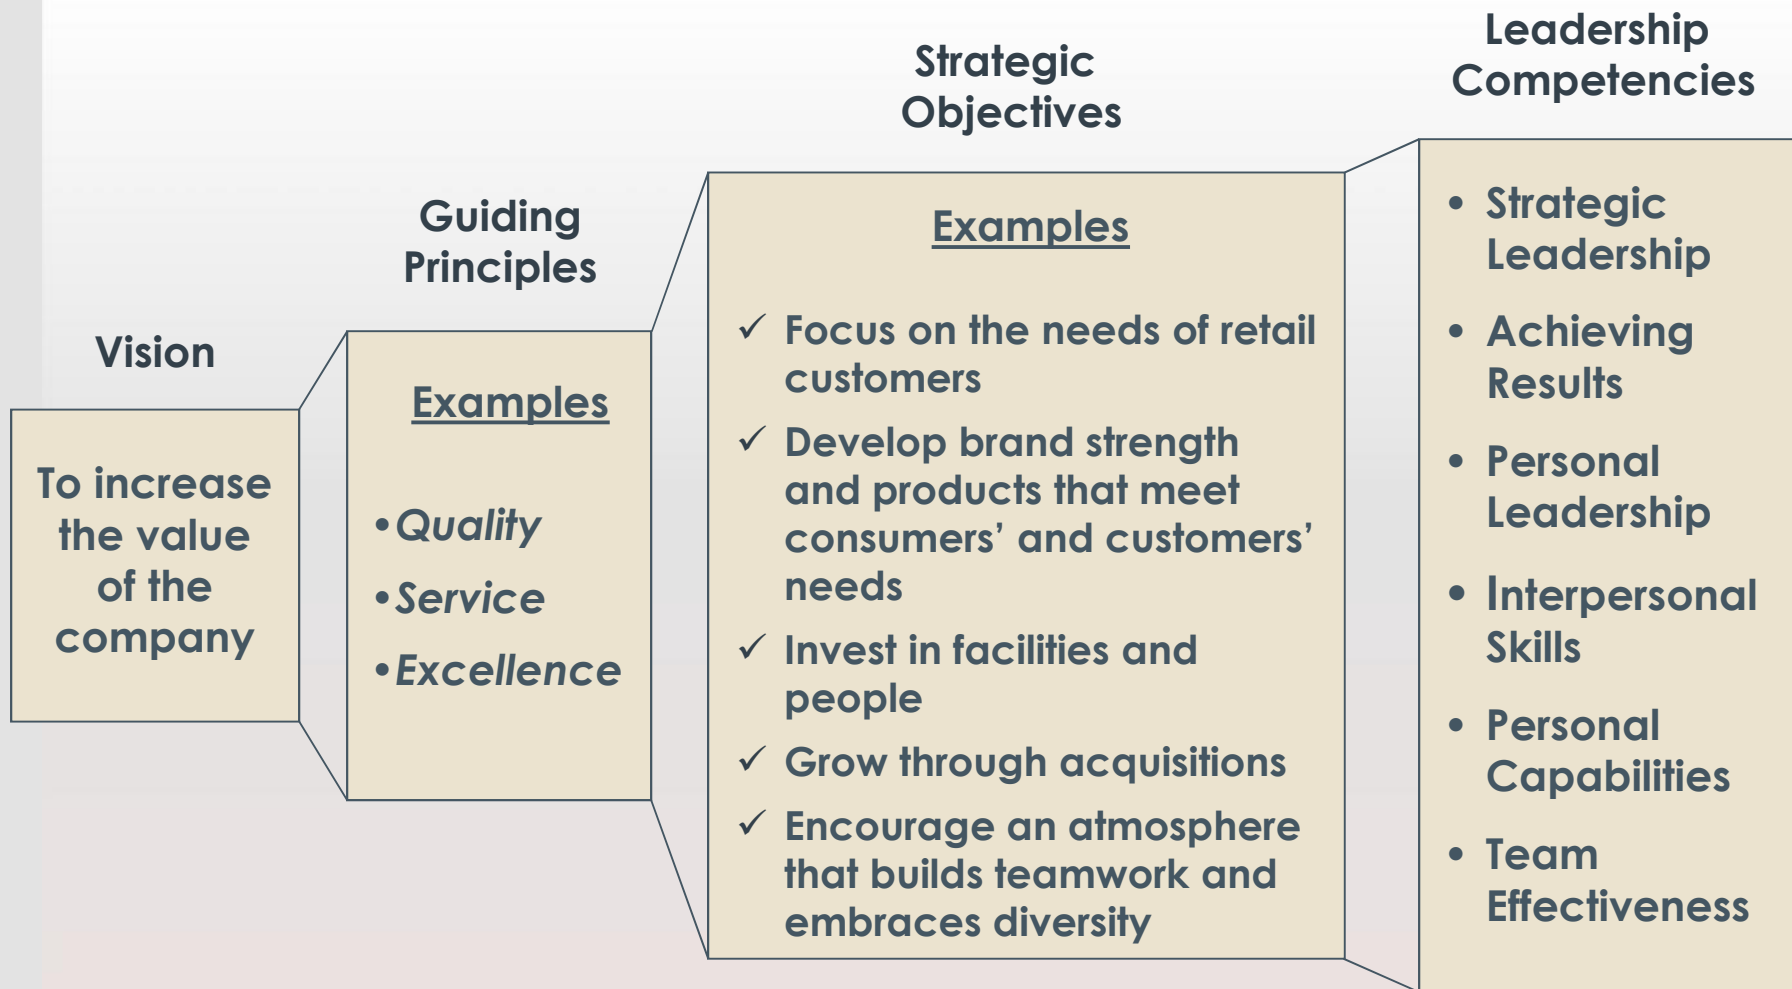 Vision
To increase
the value
of the
company
Guiding
Principles
Examples
•Quality
•Service
•Excellence
Strategic
Objectives
Examples
✓ Focus on the needs of retail
customers
✓ Develop brand strength
and products that meet
consumers’ and customers’
needs
✓ Invest in facilities and
people
✓ Grow through acquisitions
✓ Encourage an atmosphere
that builds teamwork and
embraces diversity
Leadership
Competencies
• Strategic
Leadership
• Achieving
Results
• Personal
Leadership
• Interpersonal
Skills
• Personal
Capabilities
• Team
Effectiveness